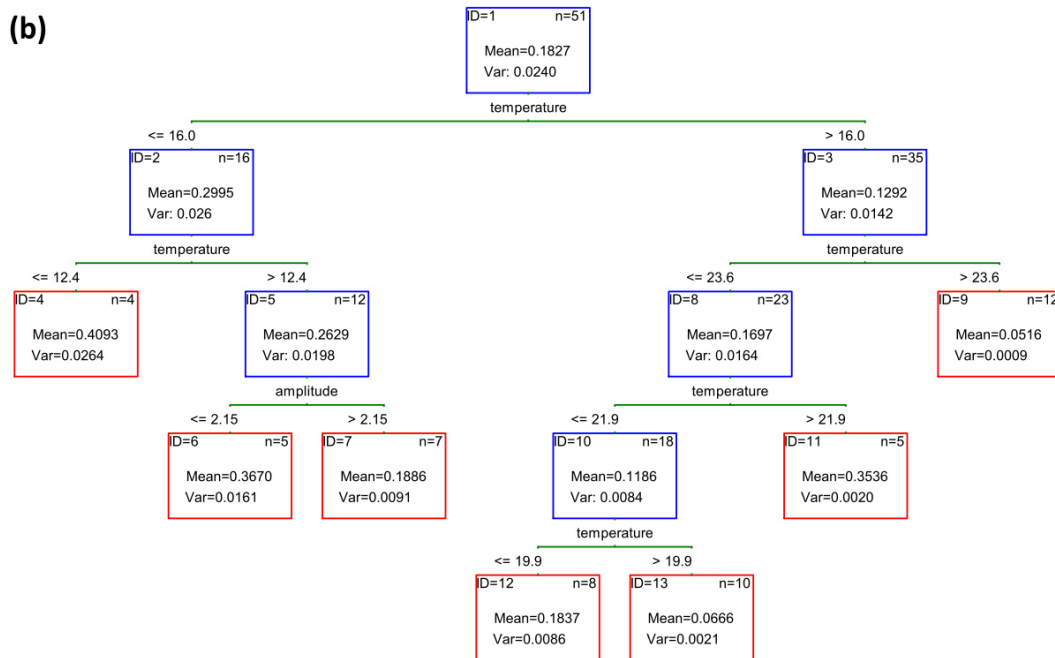 (b)
ID=1 n=51
Mean=0.1827
Var: 0.0240
temperature
<= 16.0 > 16.0
ID=2 n=16 ID=3 n=35
Mean=0.2995 Mean=0.1292
Var: 0.026 Var: 0.0142
temperature temperature
<= 12.4 > 12.4 <= 23.6 > 23.6
ID=4 n=4 ID=5 n=12 ID=8 n=23 ID=9 n=12
Mean=0.4093 Mean=0.2629 Mean=0.1697 Mean=0.0516
Var=0.0264 Var: 0.0198 Var: 0.0164 Var=0.0009
amplitude temperature
<= 2.15 > 2.15 <= 21.9 > 21.9
ID=6 n=5 ID=7 n=7 ID=10 n=18 ID=11 n=5
Mean=0.3670 Mean=0.1886 Mean=0.1186 Mean=0.3536
Var=0.0161 Var=0.0091 Var: 0.0084 Var=0.0020
temperature
<= 19.9 > 19.9
ID=12 n=8 ID=13 n=10
Mean=0.1837 Mean=0.0666
Var=0.0086 Var=0.0021